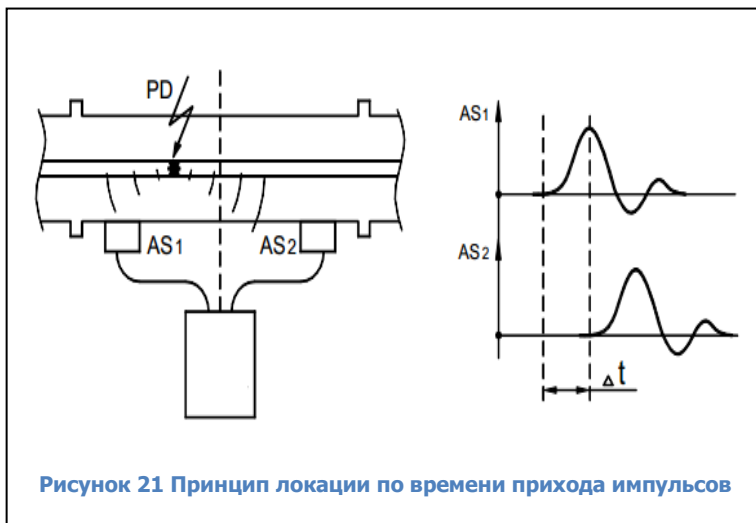 PD
AS1
AS2
AS1
AS2
Δt
Рисунок 21 Принцип локации по времени прихода импульсов